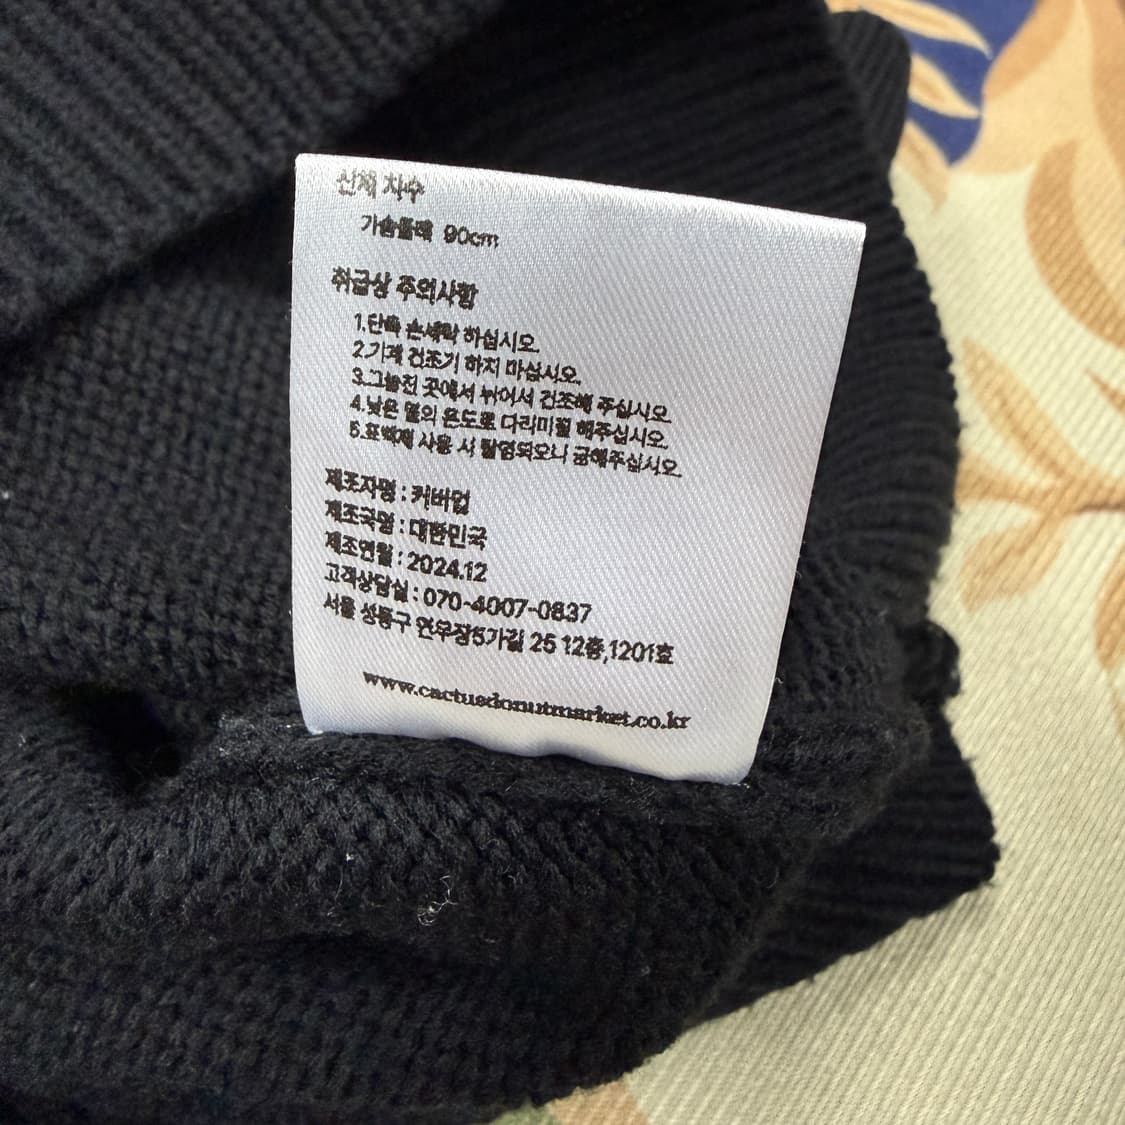 신체 치수
가슴둘레 90cm
취급상 주의사항
1.단독 손세탁 하십시오.
2.기계 건조기 하지 마십시오.
3.그늘진 곳에서 뉘어서 건조해 주십시오.
4.낮은 열의 온도로 다리미질 해주십시오.
5.표백제 사용 시 탈염되오니 금해주십시오.
제조자명 : 커버업
제조국명 : 대한민국
제조연월 : 2024.12
고객상담실 : 070-4007-0837
서울 성동구 연무장5가길 25 12층,1201호
www.cactusdonutmarket.co.kr